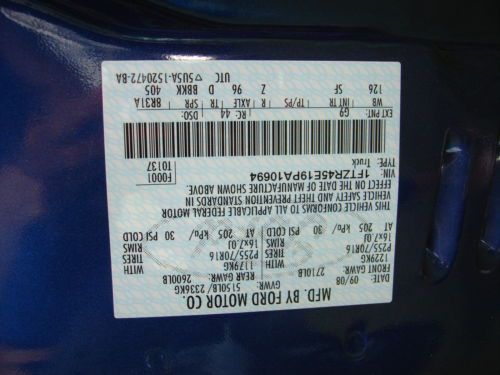 MFD. BY FORD MOTOR CO.
DATE: 09/08 GVWR: 5150LB/2336KG
FRONT GAWR: 2710LB REAR GAWR: 2600LB
1229KG 1179KG
P255/70R16 TIRES P255/70R16 TIRES
16x7.0J RIMS 16x7.0J RIMS
AT 205 kPa/ 30 PSI COLD AT 205 kPa/ 30 PSI COLD
THIS VEHICLE CONFORMS TO ALL APPLICABLE FEDERAL MOTOR
VEHICLE SAFETY AND THEFT PREVENTION STANDARDS IN
EFFECT ON THE DATE OF MANUFACTURE SHOWN ABOVE.
VIN: 1FTZR45E19PA10694
TYPE: Truck
F0001
T0137
EXT PNT: G9 RC: 44 DSO:
WB INT TR TP/PS R AXLE TR SPR 8R31A
126 SF Z 96 D BBKK 405
UTC ▽5U5A-1520472-BA